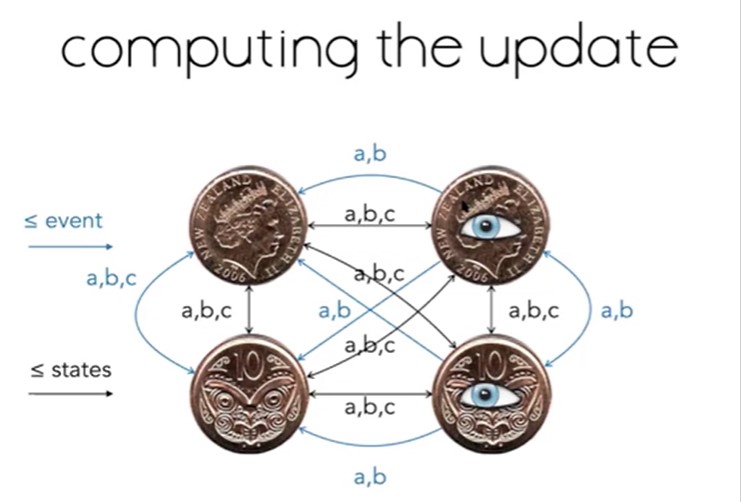 computing the update
a,b
NEW ZEALAND ELIZABETH II
2006
NEW ZEALAND ELIZABETH II
2006
≤ event
a,b,c
a,b,c
a,b,c
a,b,c
a,b
a,b,c
a,b
a,b,c
≤ states
10
10
a,b,c
a,b